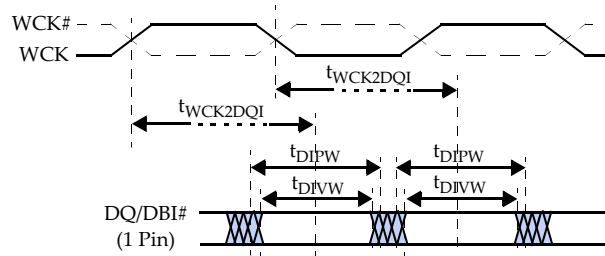 WCK#
WCK
tWCK2DQI
tWCK2DQI
tDIPW tDIPW
tDIVW tDIVW
DQ/DBI#
(1 Pin)